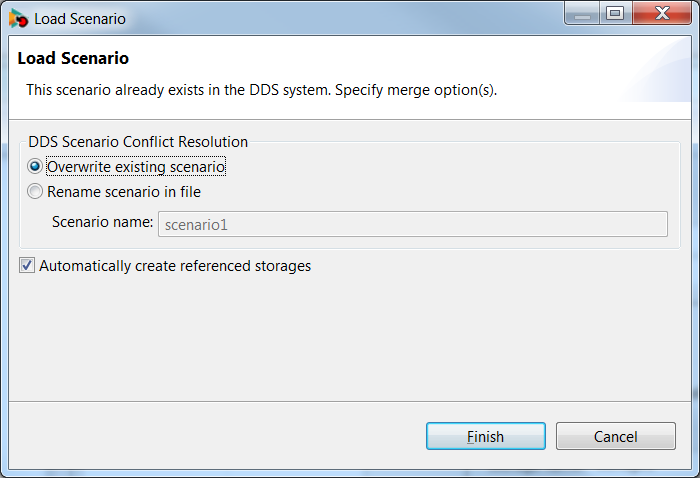 Load Scenario
Load Scenario
This scenario already exists in the DDS system. Specify merge option(s).
DDS Scenario Conflict Resolution
Overwrite existing scenario
Rename scenario in file
Scenario name: scenario1
Automatically create referenced storages
Finish Cancel